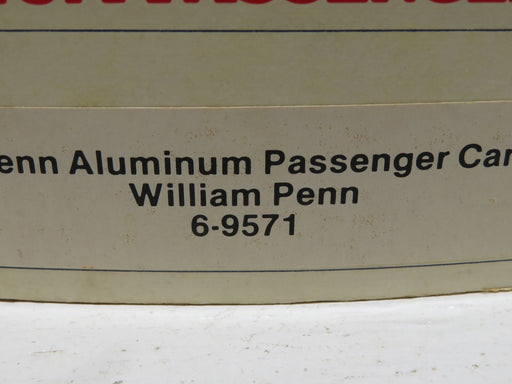 enn Aluminum Passenger Car
William Penn
6-9571